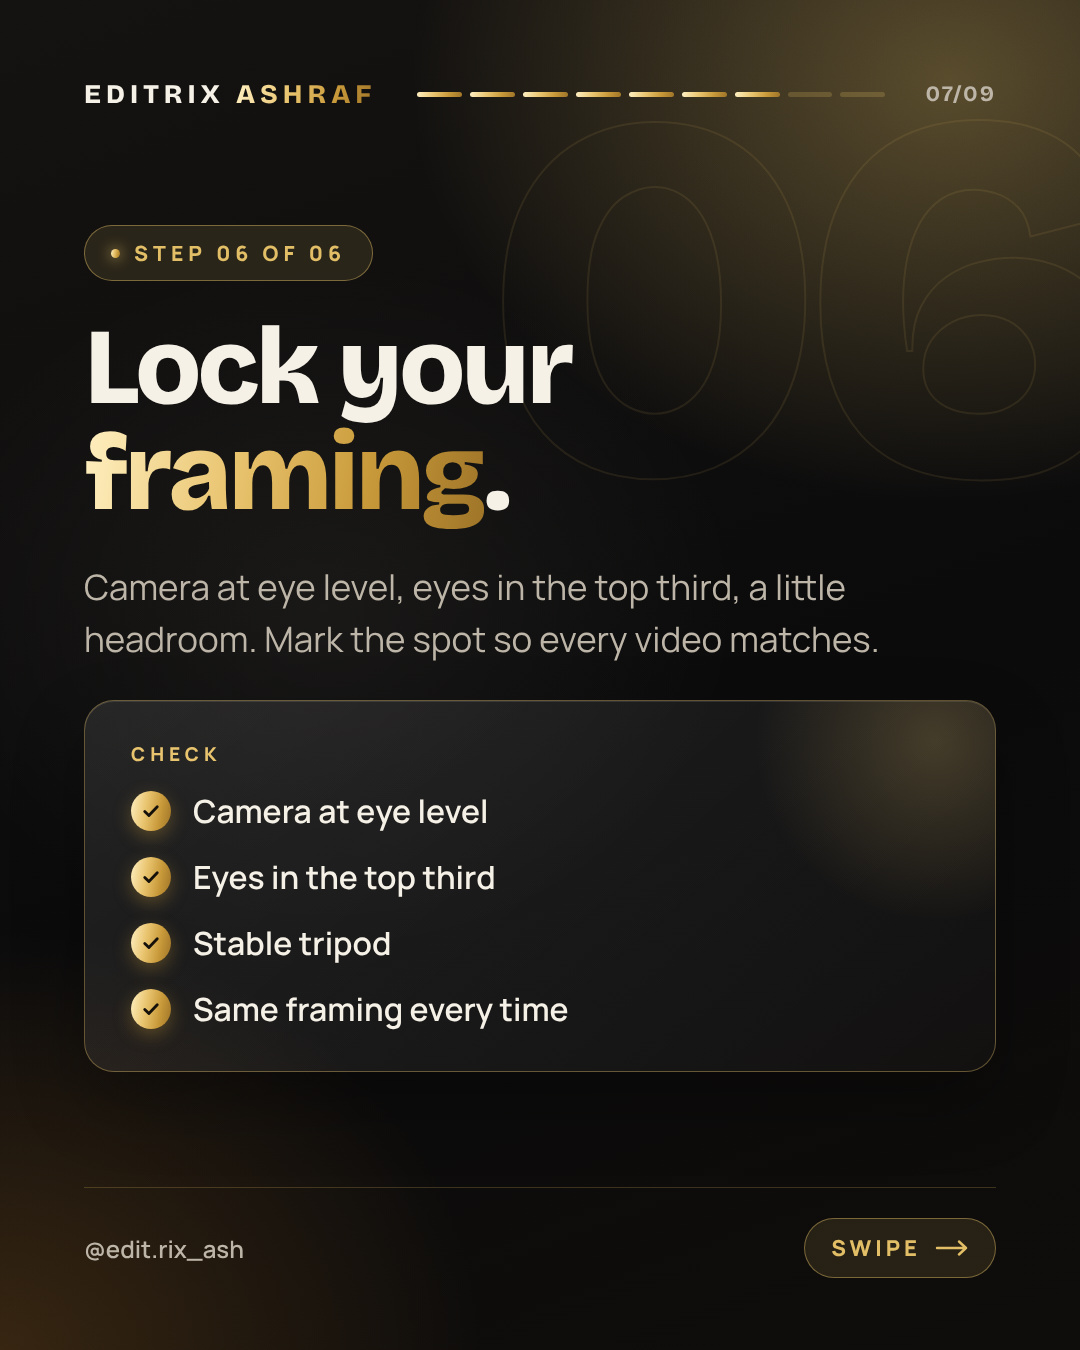 EDITRIX ASHRAF
07/09
06
STEP 06 OF 06
Lock your
framing.
Camera at eye level, eyes in the top third, a little
headroom. Mark the spot so every video matches.
CHECK
Camera at eye level
Eyes in the top third
Stable tripod
Same framing every time
@edit.rix_ash
SWIPE →